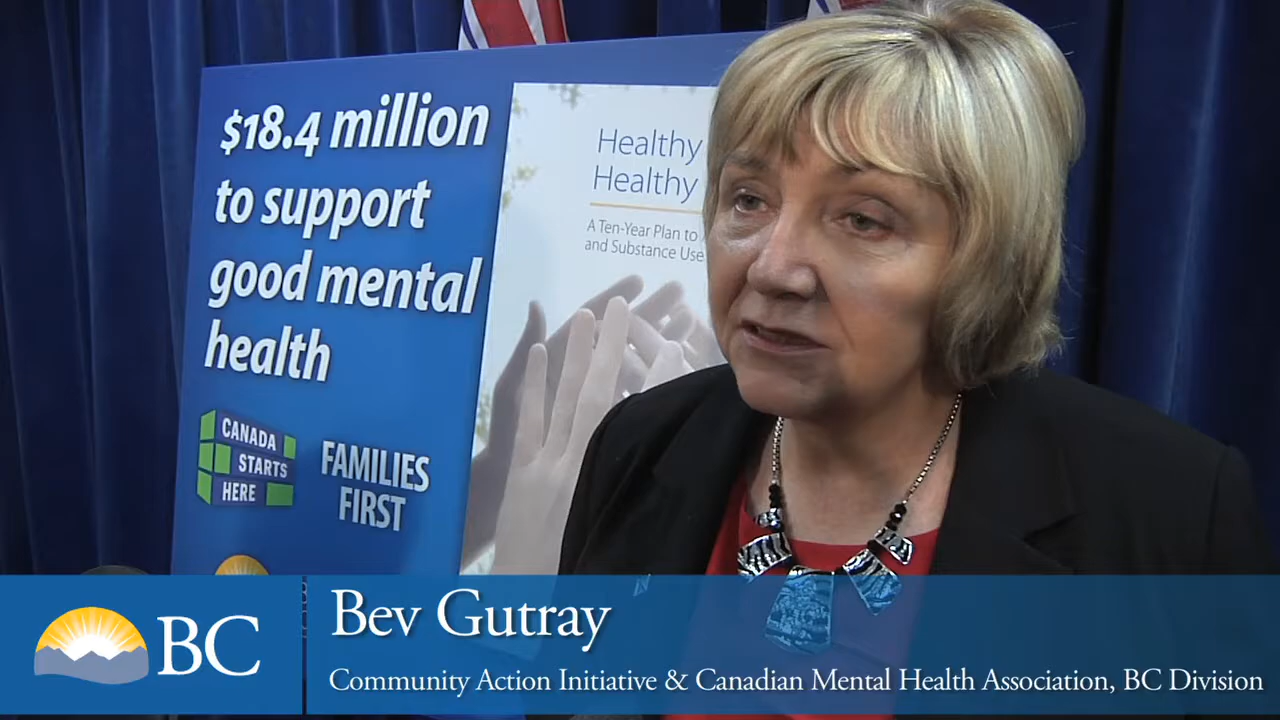 $18.4 million
to support
good mental
health
Healthy
Healthy
A Ten-Year Plan to
and Substance Use
CANADA
STARTS
HERE
FAMILIES
FIRST
BC
Bev Gutray
Community Action Initiative & Canadian Mental Health Association, BC Division